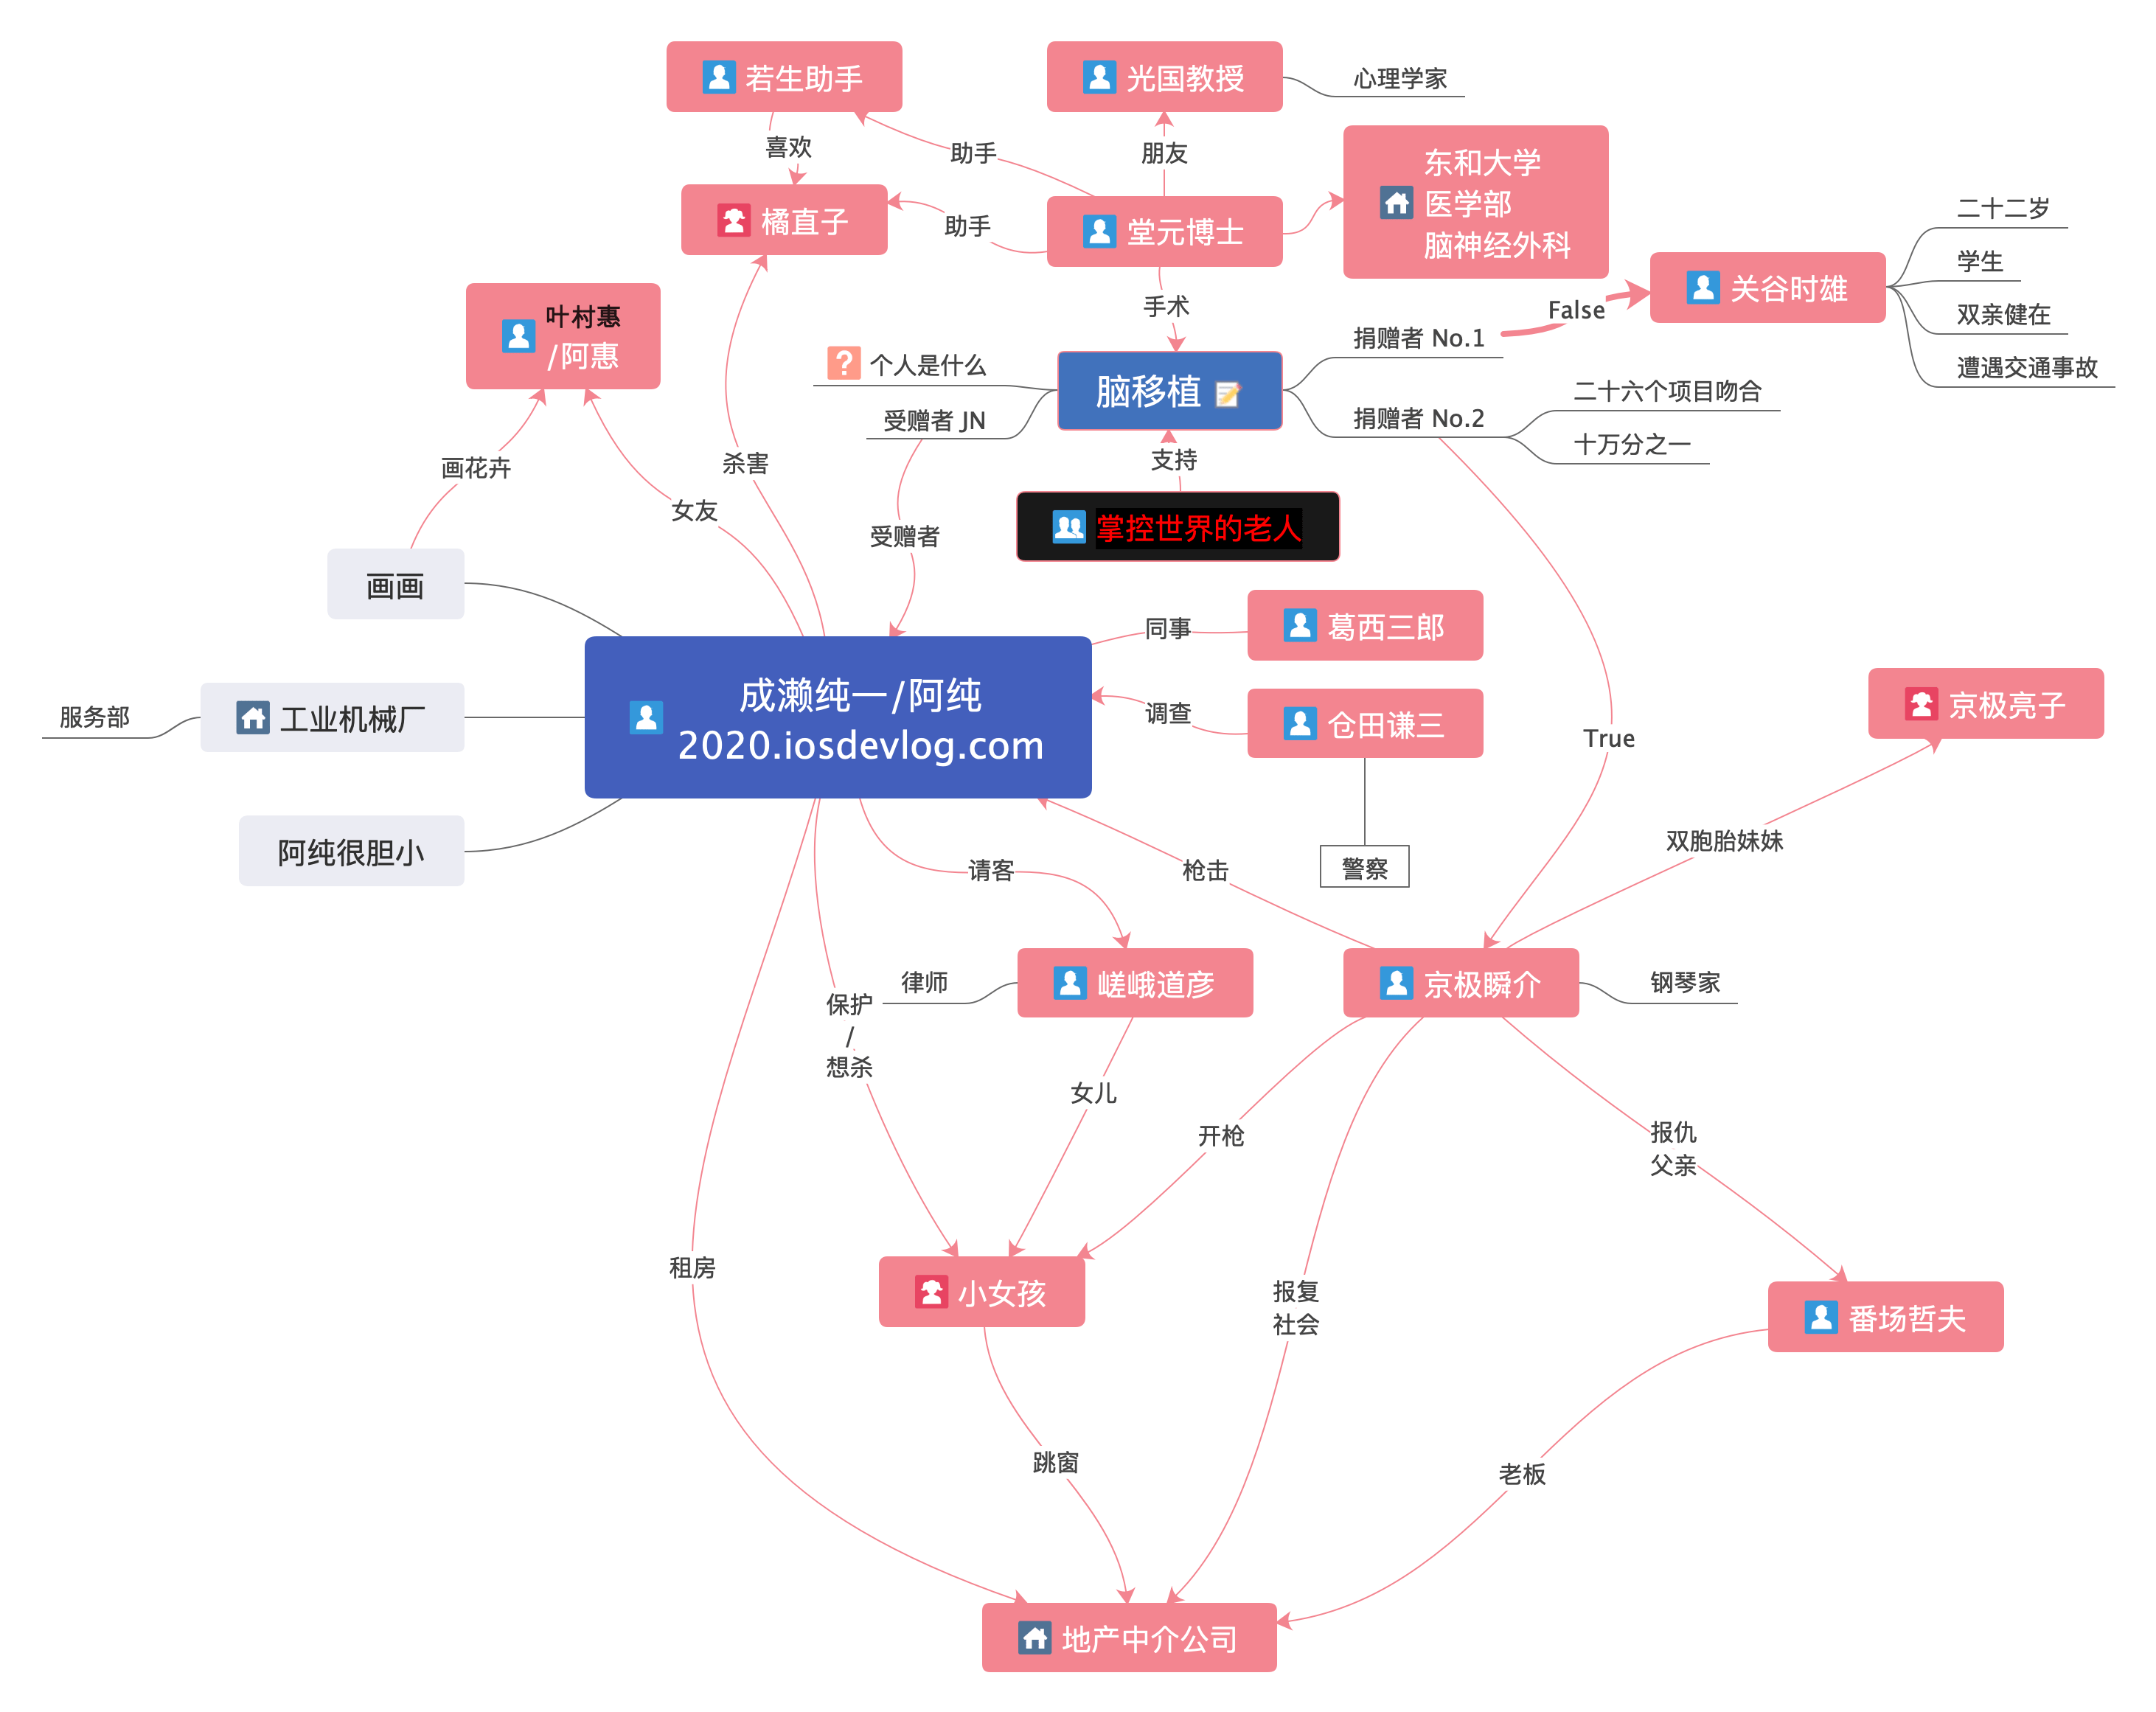 若生助手
光国教授
心理学家
喜欢
助手
朋友
东和大学
医学部
脑神经外科
橘直子
助手
堂元博士
二十二岁
学生
关谷时雄
双亲健在
遭遇交通事故
叶村惠
/阿惠
手术
False
捐赠者 No.1
个人是什么
脑移植
受赠者 JN
捐赠者 No.2
二十六个项目吻合
十万分之一
画花卉
杀害
支持
女友
受赠者
掌控世界的老人
画画
同事
葛西三郎
成濑纯一/阿纯
2020.iosdevlog.com
服务部
工业机械厂
调查
仓田谦三
True
京极亮子
阿纯很胆小
请客
枪击
警察
双胞胎妹妹
律师
嵯峨道彦
京极瞬介
钢琴家
保护
/
想杀
女儿
开枪
报仇
父亲
租房
小女孩
报复
社会
番场哲夫
跳窗
老板
地产中介公司